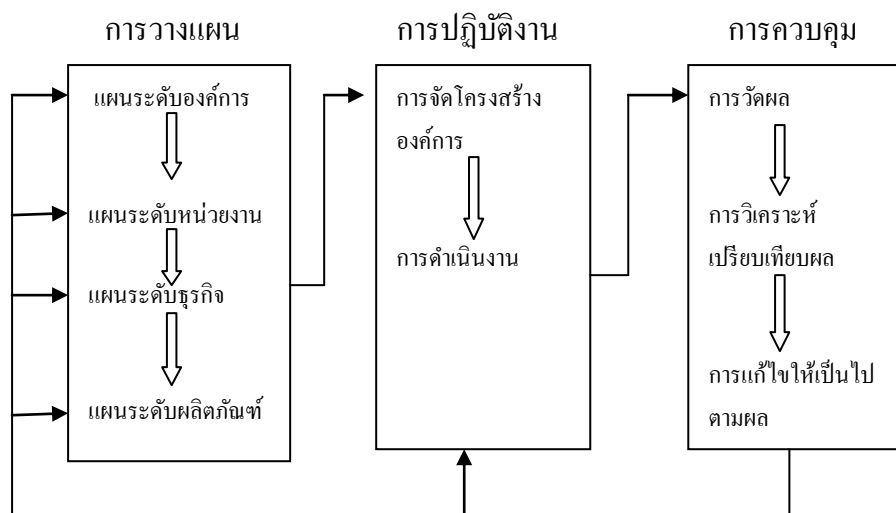 การวางแผน
แผนระดับองค์การ
แผนระดับหน่วยงาน
แผนระดับธุรกิจ
แผนระดับผลิตภัณฑ์
การปฏิบัติงาน
การจัดโครงสร้าง
องค์การ
การดำเนินงาน
การควบคุม
การวัดผล
การวิเคราะห์
เปรียบเทียบผล
การแก้ไขให้เป็นไป
ตามผล